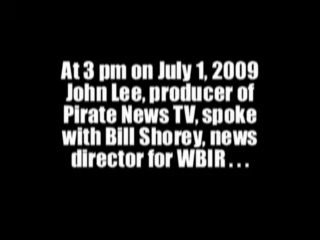 At 3 pm on July 1, 2009
John Lee, producer of
Pirate News TV, spoke
with Bill Shorey, news
director for WBIR . . .